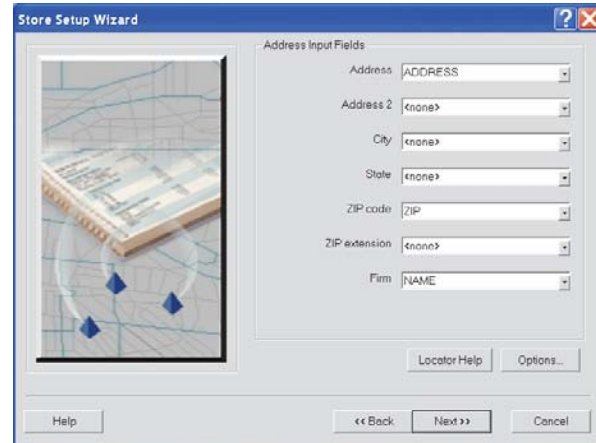 Store Setup Wizard
Address Input Fields
Address ADDRESS
Address 2 <none>
City <none>
State <none>
ZIP code ZIP
ZIP extension <none>
Firm NAME
Locator Help Options...
Help << Back Next >> Cancel